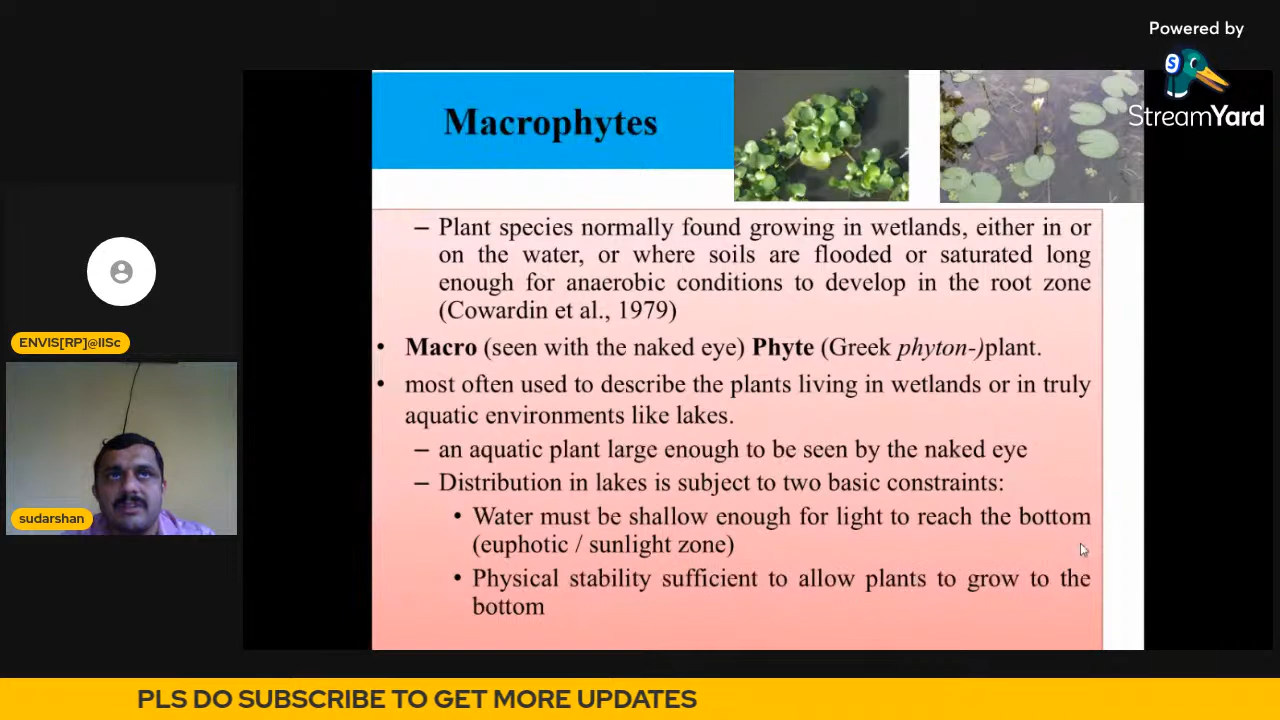 Powered by
S
StreamYard
Macrophytes
– Plant species normally found growing in wetlands, either in or
on the water, or where soils are flooded or saturated long
enough for anaerobic conditions to develop in the root zone
(Cowardin et al., 1979)
• Macro (seen with the naked eye) Phyte (Greek phyton-)plant.
• most often used to describe the plants living in wetlands or in truly
aquatic environments like lakes.
– an aquatic plant large enough to be seen by the naked eye
– Distribution in lakes is subject to two basic constraints:
• Water must be shallow enough for light to reach the bottom
(euphotic / sunlight zone)
• Physical stability sufficient to allow plants to grow to the
bottom
ENVIS[RP]@IISc
sudarshan
PLS DO SUBSCRIBE TO GET MORE UPDATES